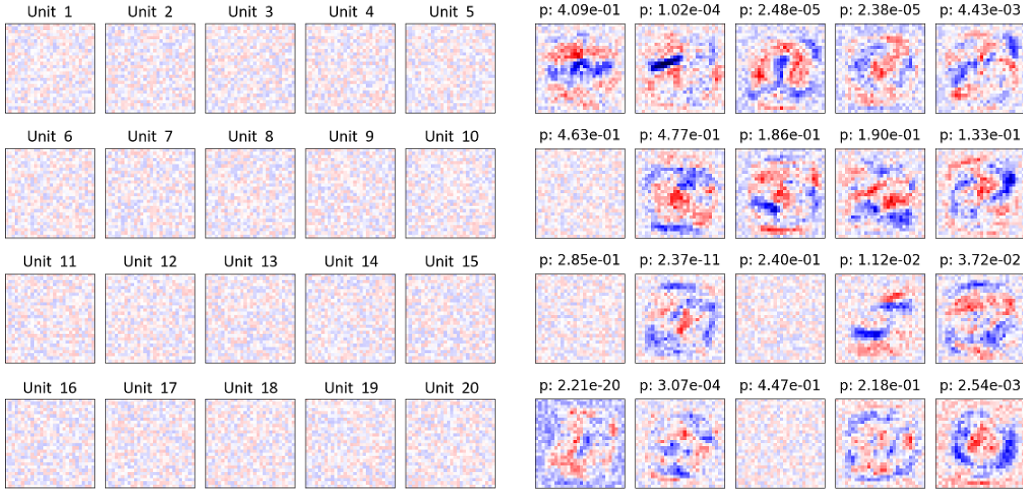 Unit 1 Unit 2 Unit 3 Unit 4 Unit 5 p: 4.09e-01 p: 1.02e-04 p: 2.48e-05 p: 2.38e-05 p: 4.43e-03
Unit 6 Unit 7 Unit 8 Unit 9 Unit 10 p: 4.63e-01 p: 4.77e-01 p: 1.86e-01 p: 1.90e-01 p: 1.33e-01
Unit 11 Unit 12 Unit 13 Unit 14 Unit 15 p: 2.85e-01 p: 2.37e-11 p: 2.40e-01 p: 1.12e-02 p: 3.72e-02
Unit 16 Unit 17 Unit 18 Unit 19 Unit 20 p: 2.21e-20 p: 3.07e-04 p: 4.47e-01 p: 2.18e-01 p: 2.54e-03